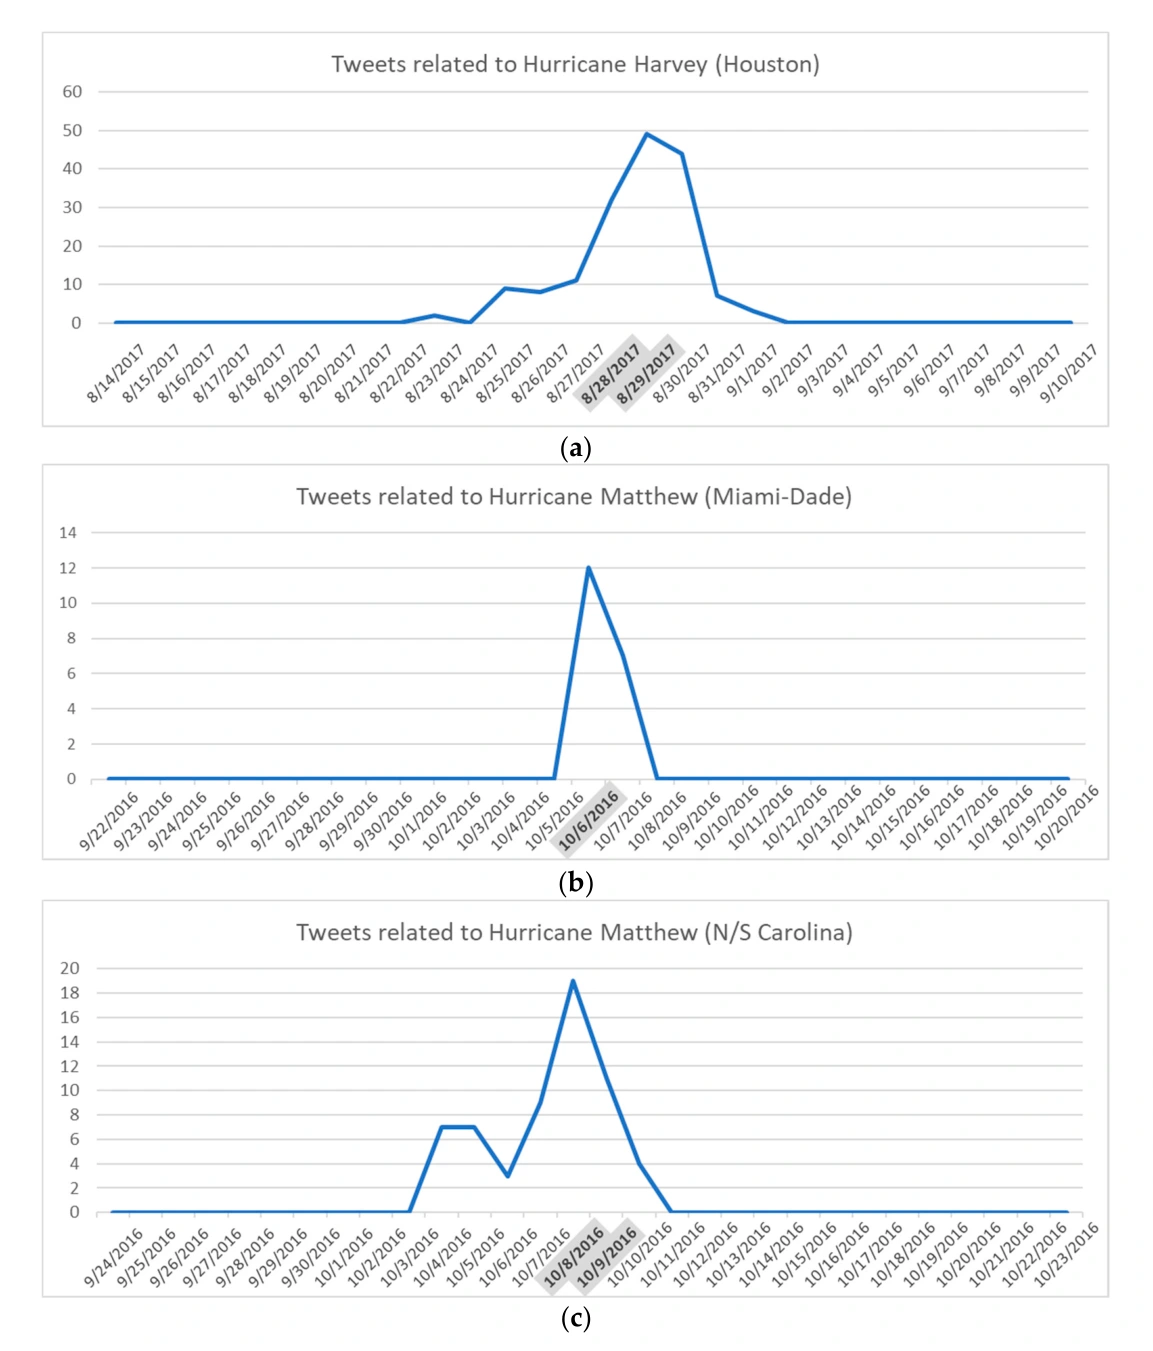 Tweets related to Hurricane Harvey (Houston)
60
50
40
30
20
10
0
8/14/2017 8/15/2017 8/16/2017 8/17/2017 8/18/2017 8/19/2017 8/20/2017 8/21/2017 8/22/2017 8/23/2017 8/24/2017 8/25/2017 8/26/2017 8/27/2017 8/28/2017 8/29/2017 8/30/2017 8/31/2017 9/1/2017 9/2/2017 9/3/2017 9/4/2017 9/5/2017 9/6/2017 9/7/2017 9/8/2017 9/9/2017 9/10/2017
(a)
Tweets related to Hurricane Matthew (Miami-Dade)
14
12
10
8
6
4
2
0
9/22/2016 9/23/2016 9/24/2016 9/25/2016 9/26/2016 9/27/2016 9/28/2016 9/29/2016 9/30/2016 10/1/2016 10/2/2016 10/3/2016 10/4/2016 10/5/2016 10/6/2016 10/7/2016 10/8/2016 10/9/2016 10/10/2016 10/11/2016 10/12/2016 10/13/2016 10/14/2016 10/15/2016 10/16/2016 10/17/2016 10/18/2016 10/19/2016 10/20/2016
(b)
Tweets related to Hurricane Matthew (N/S Carolina)
20
18
16
14
12
10
8
6
4
2
0
9/24/2016 9/25/2016 9/26/2016 9/27/2016 9/28/2016 9/29/2016 9/30/2016 10/1/2016 10/2/2016 10/3/2016 10/4/2016 10/5/2016 10/6/2016 10/7/2016 10/8/2016 10/9/2016 10/10/2016 10/11/2016 10/12/2016 10/13/2016 10/14/2016 10/15/2016 10/16/2016 10/17/2016 10/18/2016 10/19/2016 10/20/2016 10/21/2016 10/22/2016 10/23/2016
(c)